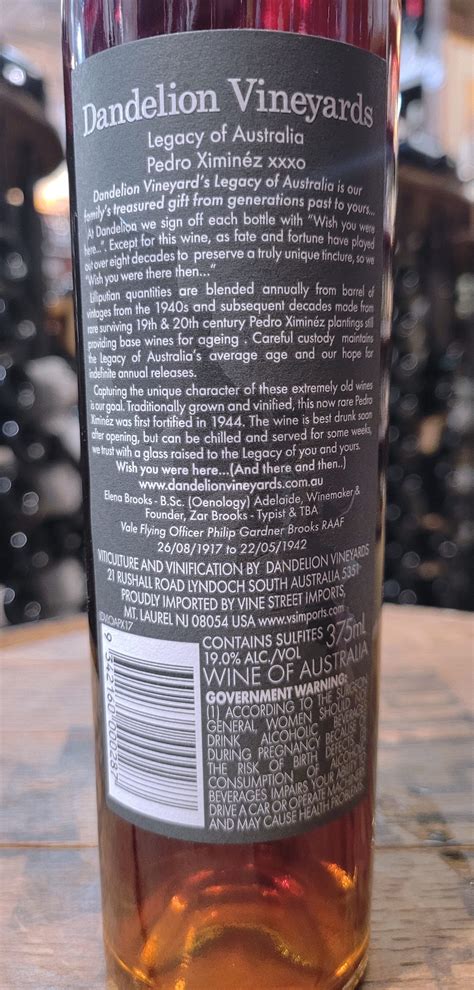 Dandelion Vineyards
Legacy of Australia
Pedro Ximinéz xxxo
Dandelion Vineyard's Legacy of Australia is our
family's treasured gift from generations past to yours...
At Dandelion we sign off each bottle with "Wish you were
here...". Except for this wine, as fate and fortune have played
out over eight decades to preserve a truly unique tincture, so we
"Wish you were there then..."
Lilliputian quantities are blended annually from barrel of
vintages from the 1940s and subsequent decades made from
rare surviving 19th & 20th century Pedro Ximinéz plantings still
providing base wines for ageing . Careful custody maintains
the Legacy of Australia's average age and our hope for
indefinite annual releases.
Capturing the unique character of these extremely old wines
is our goal. Traditionally grown and vinified, this now rare Pedro
Ximinéz was first fortified in 1944. The wine is best drunk soon
after opening, but can be chilled and served for some weeks,
we trust with a glass raised to the Legacy of you and yours.
Wish you were here...(And there and then..)
www.dandelionvineyards.com.au
Elena Brooks - B.Sc. (Oenology) Adelaide, Winemaker &
Founder, Zar Brooks - Typist & TBA
Vale Flying Officer Philip Gardner Brooks RAAF
26/08/1917 to 22/05/1942
VITICULTURE AND VINIFICATION BY DANDELION VINEYARDS
21 RUSHALL ROAD LYNDOCH SOUTH AUSTRALIA 5351
PROUDLY IMPORTED BY VINE STREET IMPORTS,
MT. LAUREL NJ 08054 USA www.vsimports.com
CONTAINS SULFITES 375mL
19.0% ALC./VOL
WINE OF AUSTRALIA
GOVERNMENT WARNING:
(1) ACCORDING TO THE SURGEON
GENERAL WOMEN SHOULD NOT
DRINK ALCOHOLIC BEVERAGES
DURING PREGNANCY BECAUSE OF
THE RISK OF BIRTH DEFECTS.
CONSUMPTION OF ALCOHOLIC
BEVERAGES IMPAIRS YOUR ABILITY TO
DRIVE A CAR OR OPERATE MACHINERY
AND MAY CAUSE HEALTH PROBLEMS.
9 342160 000287